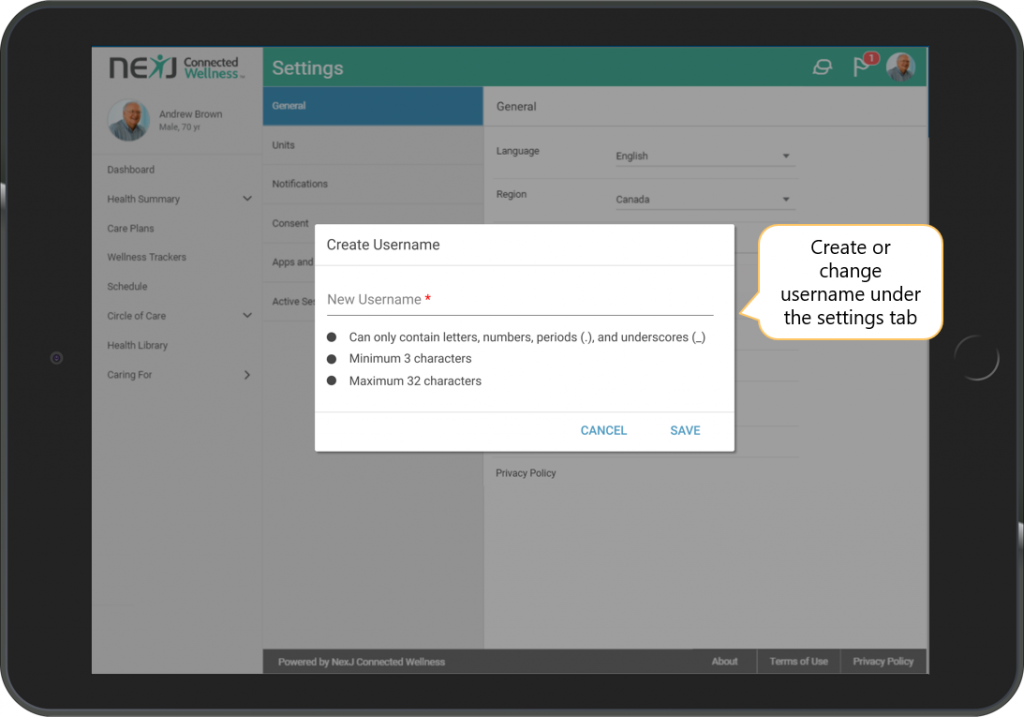 NEXJ Connected
Wellness™
Settings
1
Andrew Brown
Male, 70 yr
Dashboard
Health Summary
Care Plans
Wellness Trackers
Schedule
Circle of Care
Health Library
Caring For
General
Units
Notifications
Consent
Apps and
Active Ses
General
Language
English
Region
Canada
Create Username
New Username *
Can only contain letters, numbers, periods (.), and underscores (_)
Minimum 3 characters
Maximum 32 characters
CANCEL
SAVE
Create or
change
username under
the settings tab
Privacy Policy
Powered by NexJ Connected Wellness
About
Terms of Use
Privacy Policy